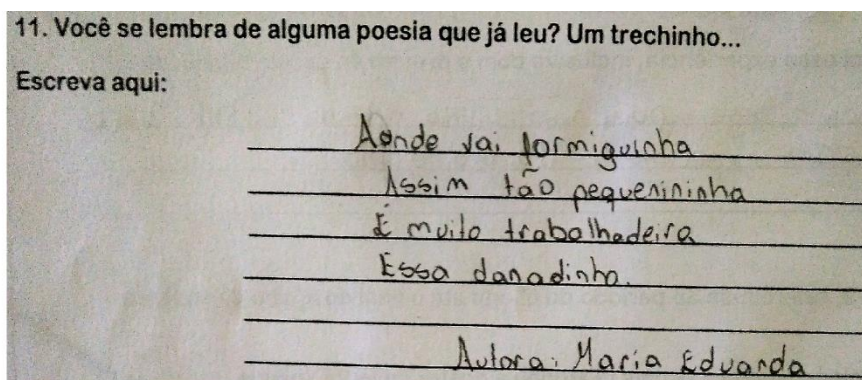 11. Você se lembra de alguma poesia que já leu? Um trechinho...
Escreva aqui:
Aonde vai formiguinha
Assim tão pequenininha
É muito trabalhadeira
Essa danadinha.
Autora: Maria Eduarda